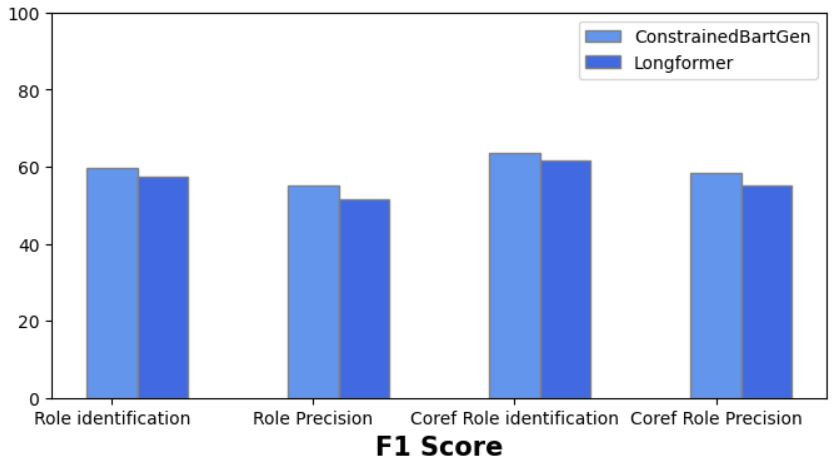 100
80
60
40
20
0
ConstrainedBartGen
Longformer
Role identification
Role Precision
Coref Role identification
Coref Role Precision
F1 Score